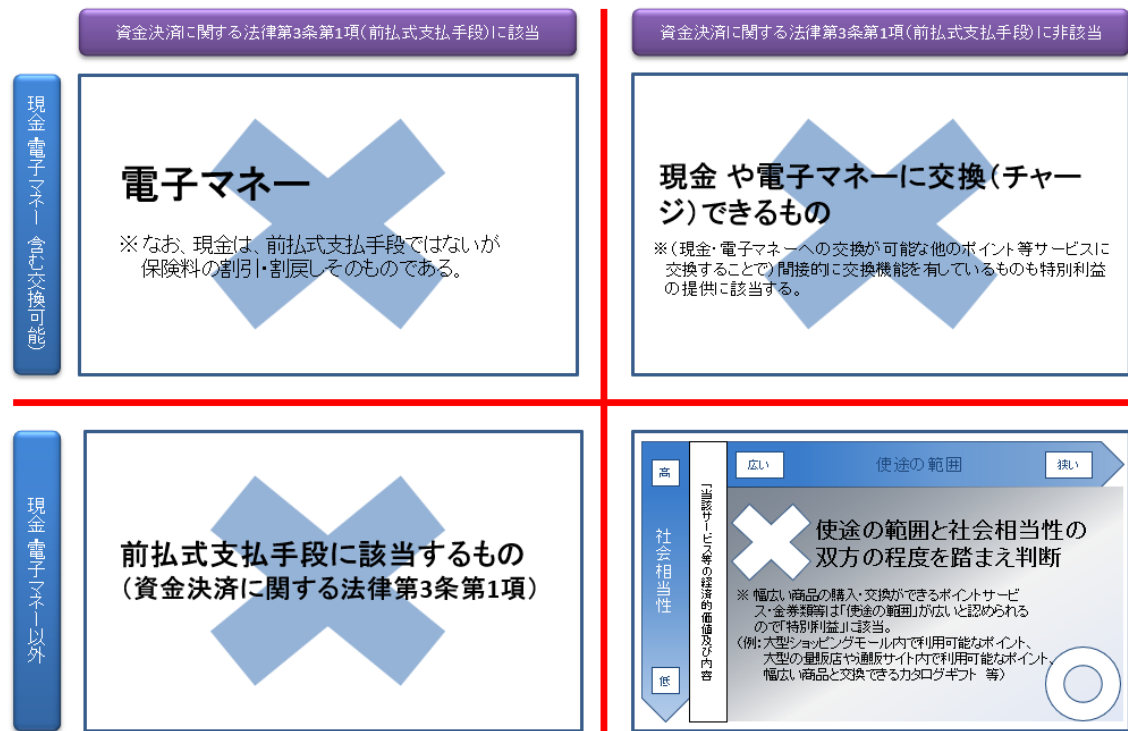 資金決済に関する法律第3条第1項(前払式支払手段)に該当
資金決済に関する法律第3条第1項(前払式支払手段)に非該当
現金・電子マネー(含む交換可能)
電子マネー
※なお、現金は、前払式支払手段ではないが
保険料の割引・割戻しそのものである。
現金 や電子マネーに交換(チャー
ジ)できるもの
※(現金・電子マネーへの交換が可能な他のポイント等サービスに
交換することで)間接的に交換機能を有しているものも特別利益
の提供に該当する。
現金・電子マネー以外
前払式支払手段に該当するもの
(資金決済に関する法律第3条第1項)
高
社会相当性
低
「当該サービス等の経済的価値及び内容
広い
使途の範囲
狭い
使途の範囲と社会相当性の
双方の程度を踏まえ判断
※ 幅広い商品の購入・交換ができるポイントサービ
ス・金券類等は「使途の範囲」が広いと認められる
ので「特別利益」に該当。
(例:大型ショッピングモール内で利用可能なポイント、
大型の量販店や通販サイト内で利用可能なポイント、
幅広い商品と交換できるカタログギフト 等)